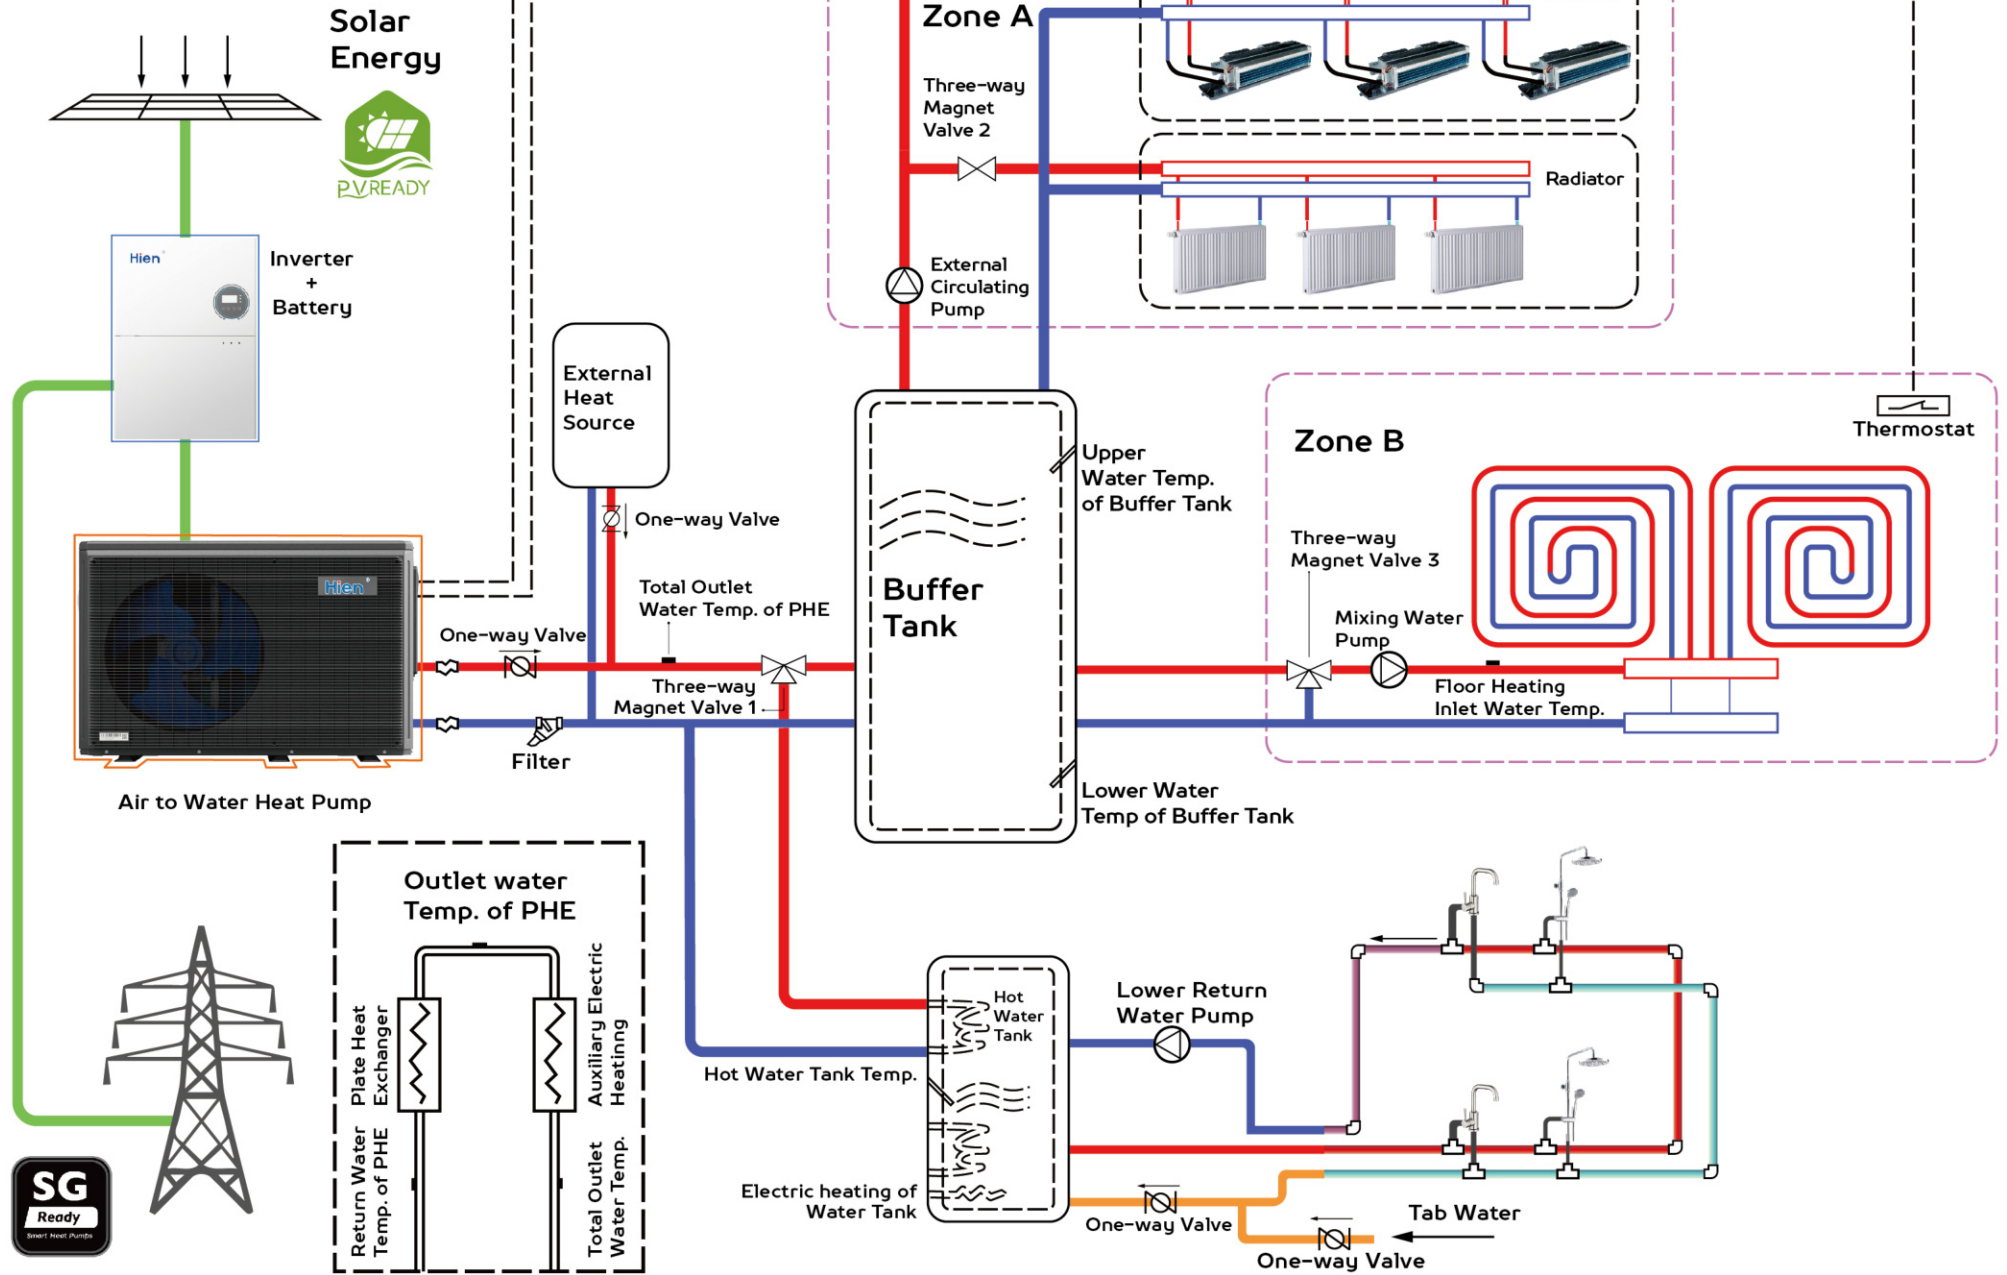 Solar
Energy
PVREADY
Hien
Inverter
+
Battery
Zone A
Three-way
Magnet
Valve 2
Radiator
External
Circulating
Pump
External
Heat
Source
One-way Valve
Total Outlet
Water Temp. of PHE
One-way Valve
Three-way
Magnet Valve 1
Filter
Hien
Air to Water Heat Pump
Buffer
Tank
Upper
Water Temp.
of Buffer Tank
Lower Water
Temp of Buffer Tank
Zone B
Thermostat
Three-way
Magnet Valve 3
Mixing Water
Pump
Floor Heating
Inlet Water Temp.
Outlet water
Temp. of PHE
Plate Heat
Exchanger
Auxiliary Electric
Heatinng
Return Water
Temp. of PHE
Total Outlet
Water Temp.
Hot
Water
Tank
Hot Water Tank Temp.
Electric heating of
Water Tank
Lower Return
Water Pump
One-way Valve
Tab Water
One-way Valve
SG
Ready
Smart Heat Pumps